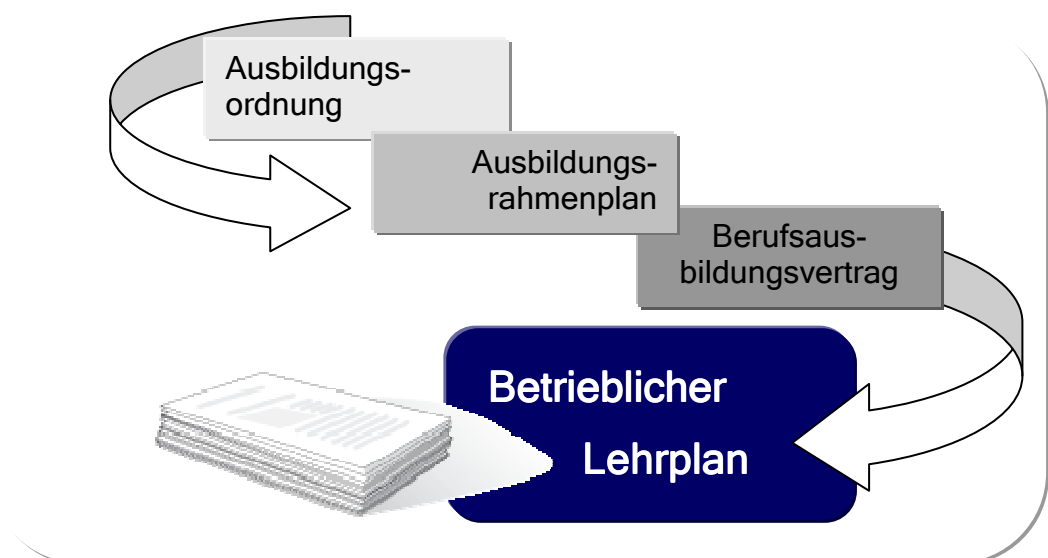 Ausbildungs-
ordnung
Ausbildungs-
rahmenplan
Berufsaus-
bildungsvertrag
Betrieblicher
Lehrplan